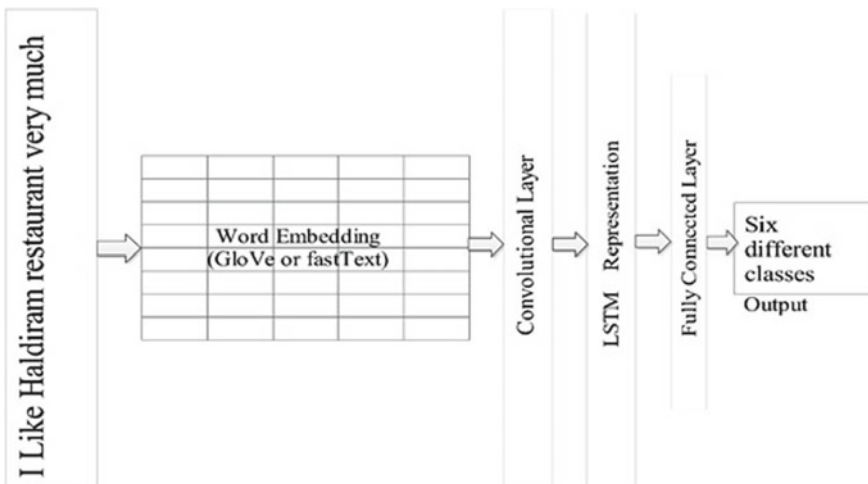 I Like Haldiram restaurant very much
Word Embedding
(GloVe or fastText)
Convolutional Layer
LSTM Representation
Fully Connected Layer
Six
different
classes
Output